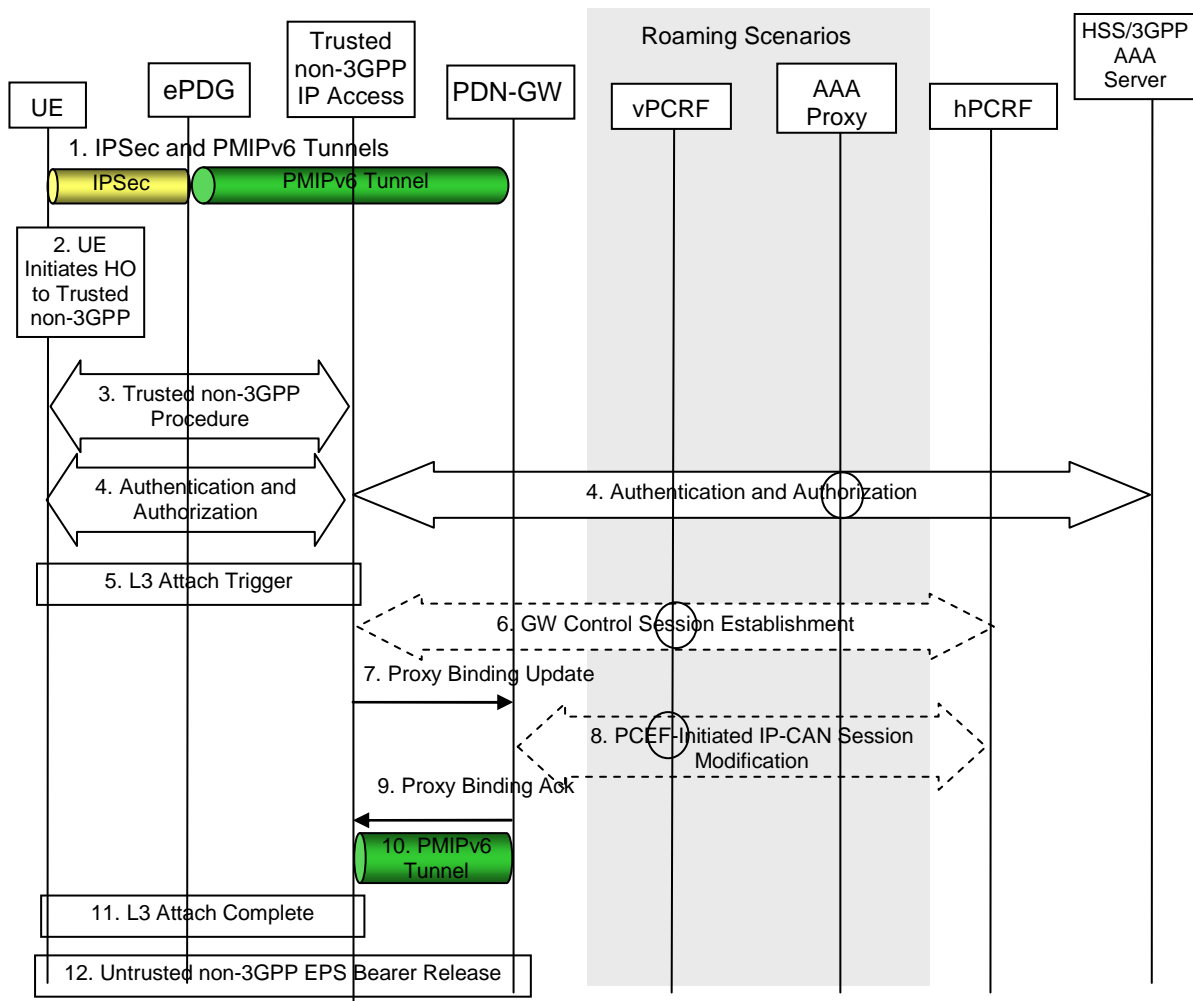 Roaming Scenarios
UE
ePDG
Trusted
non-3GPP
IP Access
PDN-GW
vPCRF
AAA
Proxy
hPCRF
HSS/3GPP
AAA
Server
1. IPSec and PMIPv6 Tunnels
IPSec
PMIPv6 Tunnel
2. UE
Initiates HO
to Trusted
non-3GPP
3. Trusted non-3GPP
Procedure
4. Authentication and
Authorization
4. Authentication and Authorization
5. L3 Attach Trigger
6. GW Control Session Establishment
7. Proxy Binding Update
8. PCEF-Initiated IP-CAN Session
Modification
9. Proxy Binding Ack
10. PMIPv6
Tunnel
11. L3 Attach Complete
12. Untrusted non-3GPP EPS Bearer Release